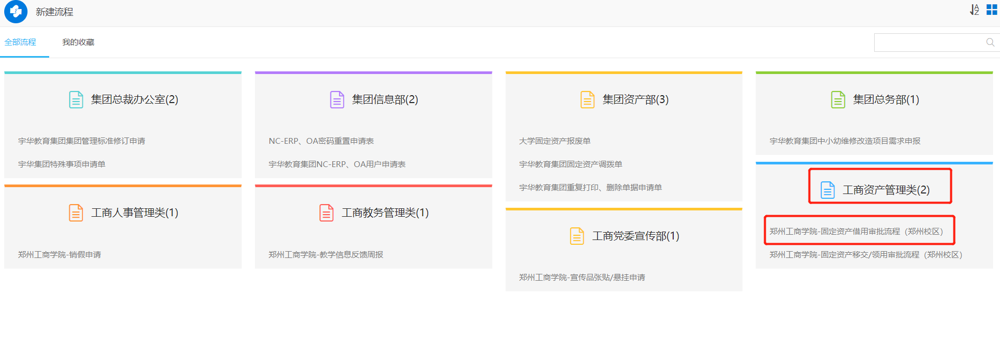 新建流程
全部流程
我的收藏
集团总裁办公室(2)
宇华教育集团集团管理标准修订申请
宇华集团特殊事项申请单
集团信息部(2)
NC-ERP、OA密码重置申请表
宇华教育集团NC-ERP、OA用户申请表
集团资产部(3)
大学固定资产报废单
宇华教育集团固定资产调拨单
宇华教育集团重复打印、删除单据申请单
集团总务部(1)
宇华教育集团中小幼维修改造项目需求申报
工商人事管理类(1)
郑州工商学院-销假申请
工商教务管理类(1)
郑州工商学院-教学信息反馈周报
工商党委宣传部(1)
郑州工商学院-宣传品张贴/悬挂申请
工商资产管理类(2)
郑州工商学院-固定资产借用审批流程（郑州校区）
郑州工商学院-固定资产移交/领用审批流程（郑州校区）